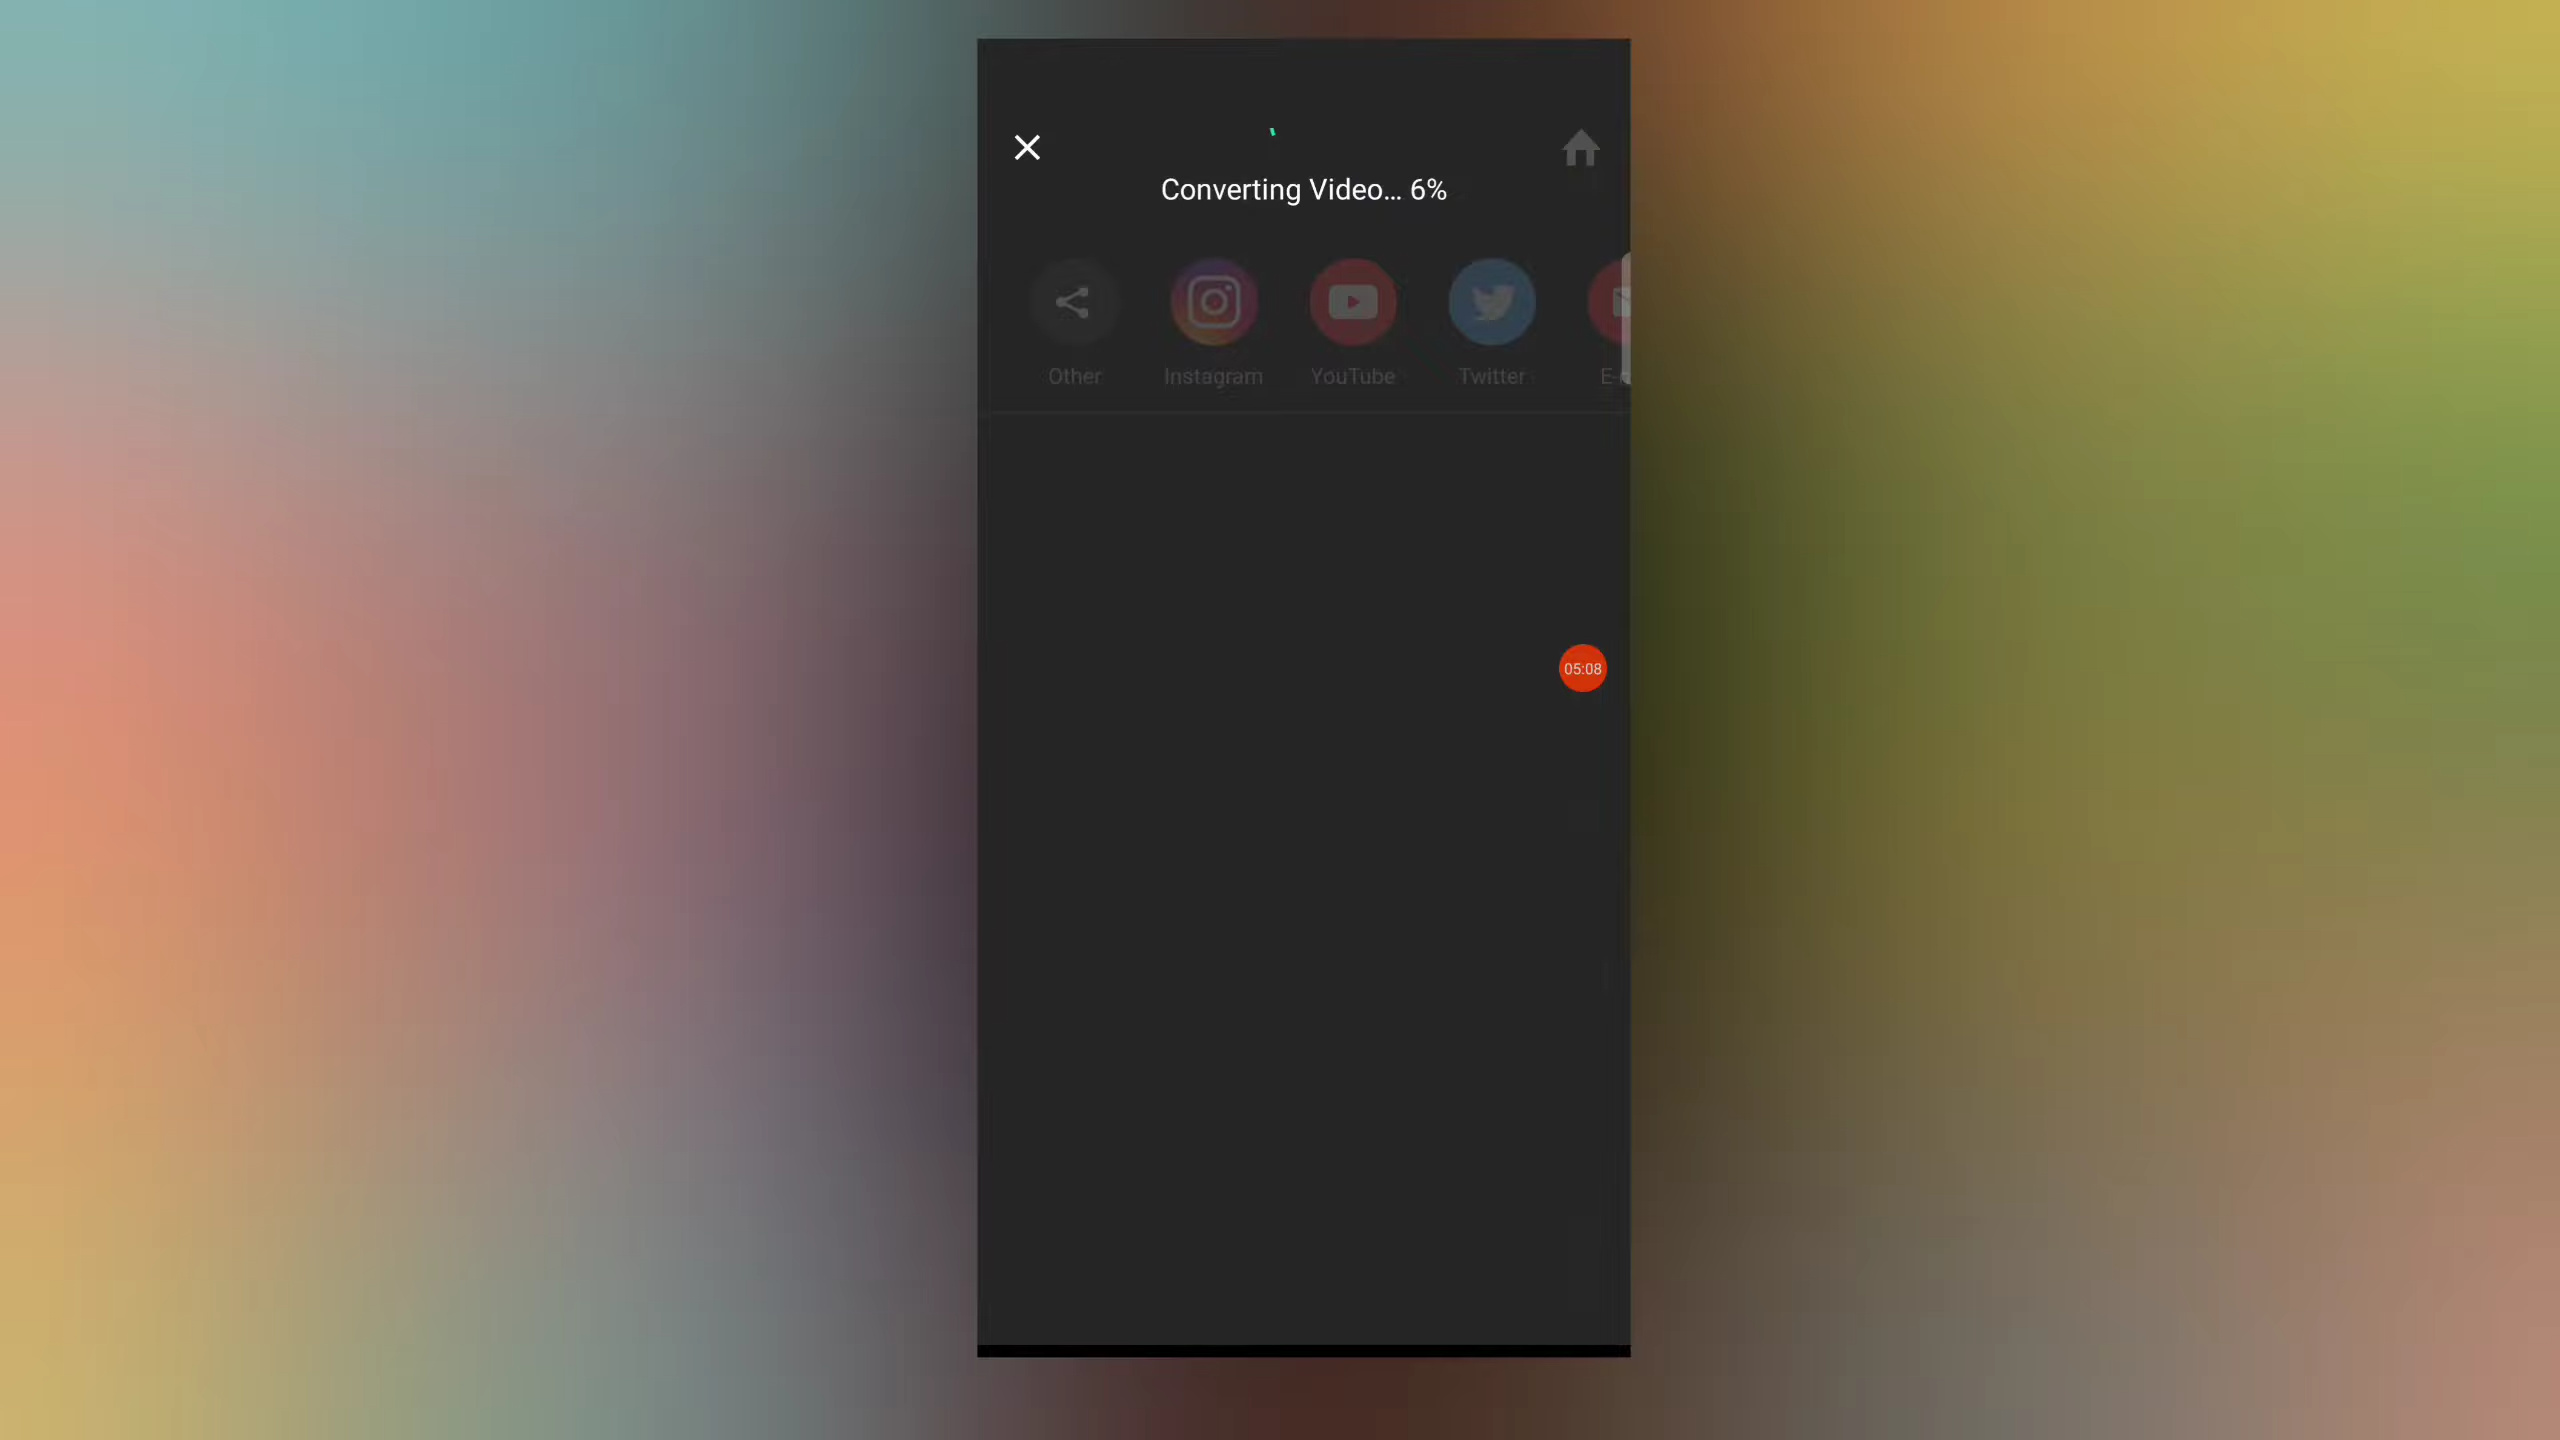 Converting Video... 6%
Other
Instagram
YouTube
Twitter
05:08